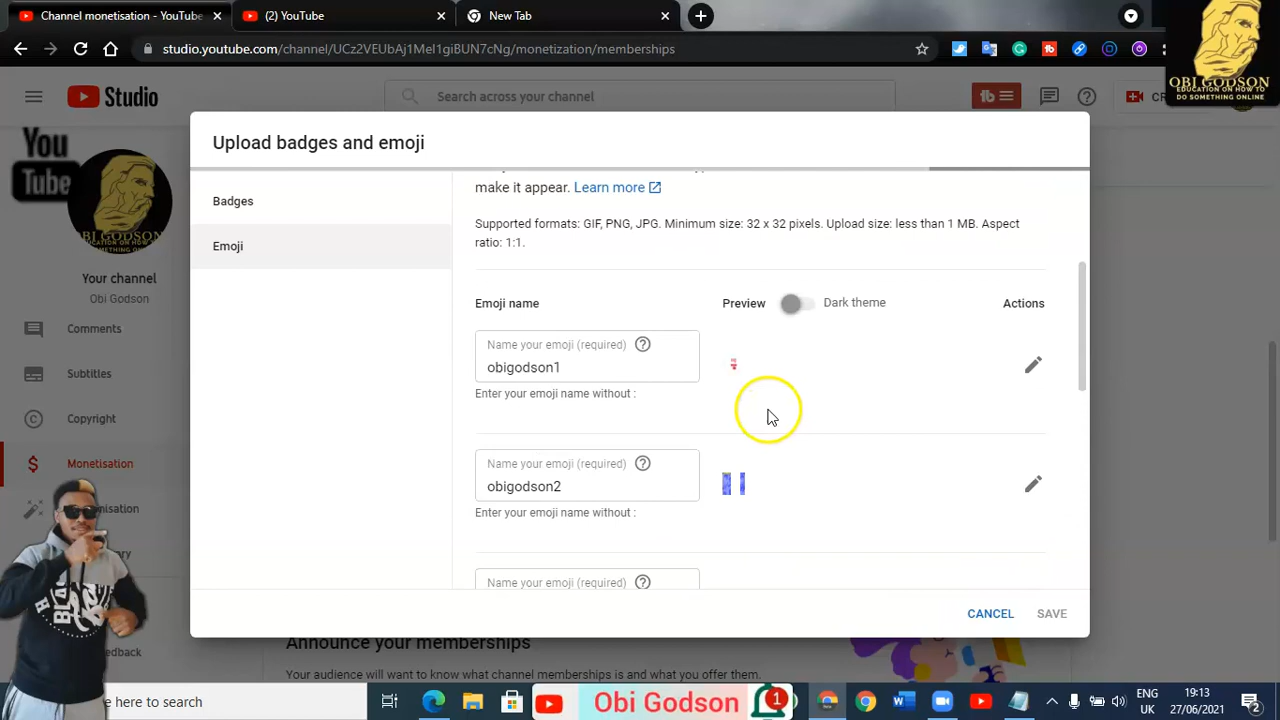 Channel monetisation - YouTube
(2) YouTube
New Tab
studio.youtube.com/channel/UCz2VEUbAj1Mel1giBUN7cNg/monetization/memberships
OBI GODSON
EDUCATION ON HOW TO
DO SOMETHING ONLINE
Studio
Search across your channel
You
Tube
OBI GODSON
Your channel
Obi Godson
Comments
Subtitles
Copyright
Monetisation
Upload badges and emoji
Badges
Emoji
make it appear. Learn more
Supported formats: GIF, PNG, JPG. Minimum size: 32 x 32 pixels. Upload size: less than 1 MB. Aspect
ratio: 1:1.
Emoji name
Preview
Dark theme
Actions
Name your emoji (required)
obigodson1
Enter your emoji name without :
Name your emoji (required)
obigodson2
Enter your emoji name without :
Name your emoji (required)
CANCEL
SAVE
Announce your memberships
Your audience will want to know what channel memberships is and what you offer them.
here to search
Obi Godson
1
ENG
UK
19:13
27/06/2021
2